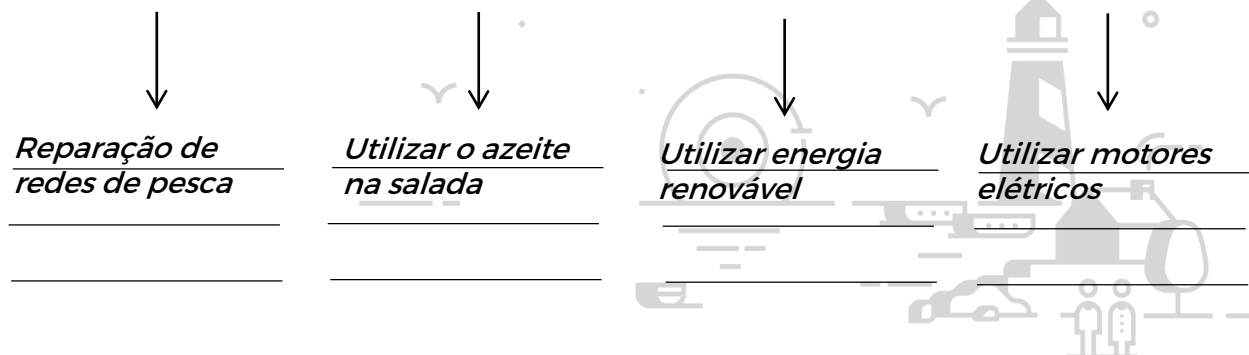 Reparação de
redes de pesca
Utilizar o azeite
na salada
Utilizar energia
renovável
Utilizar motores
elétricos